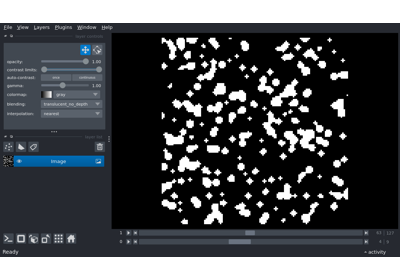 File View Layers Plugins Window Help
opacity: 1.00
contrast limits:
auto-contrast: once continuous
gamma: 1.00
colormap: gray
blending: translucent_no_depth
interpolation: nearest
Image
1
0
Ready
activity